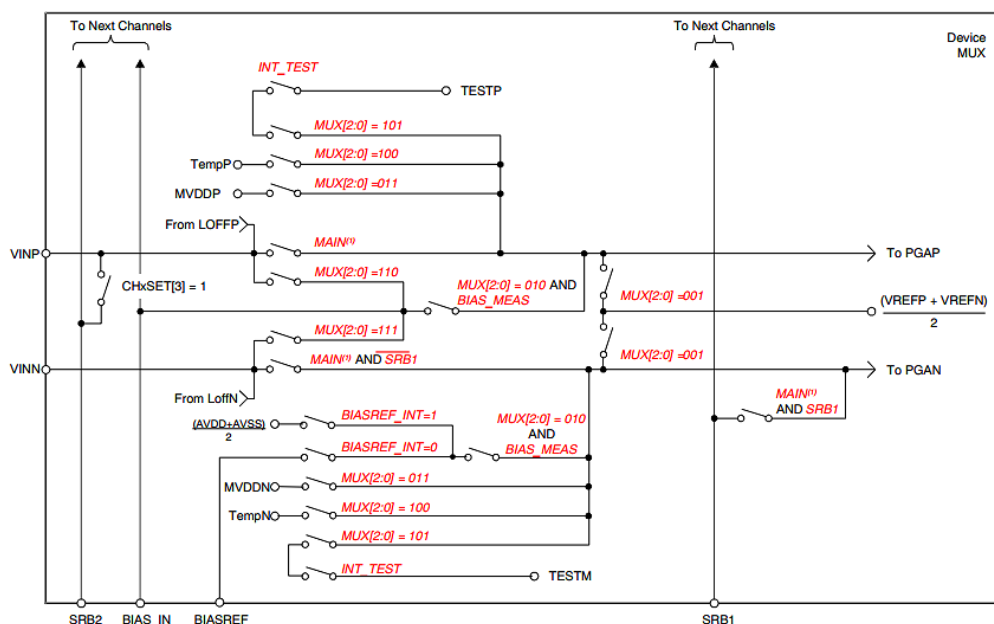 To Next Channels
To Next Channels
Device
MUX
INT_TEST
TESTP
MUX[2:0] = 101
TempP
MUX[2:0] =100
MVDDP
MUX[2:0] =011
From LOFFP
VINP
MAIN(1)
To PGAP
CHxSET[3] = 1
MUX[2:0] =110
MUX[2:0] = 010 AND
BIAS_MEAS
MUX[2:0] =001
(VREFP + VREFN)
2
MUX[2:0] =111
MUX[2:0] =001
VINN
MAIN(1) AND SRB1
To PGAN
From LoffN
MAIN(1)
AND SRB1
(AVDD+AVSS)
2
BIASREF_INT=1
MUX[2:0] = 010
AND
BIAS_MEAS
BIASREF_INT=0
MVDDN
MUX[2:0] = 011
TempN
MUX[2:0] = 100
MUX[2:0] = 101
INT_TEST
TESTM
SRB2
BIAS_IN
BIASREF
SRB1